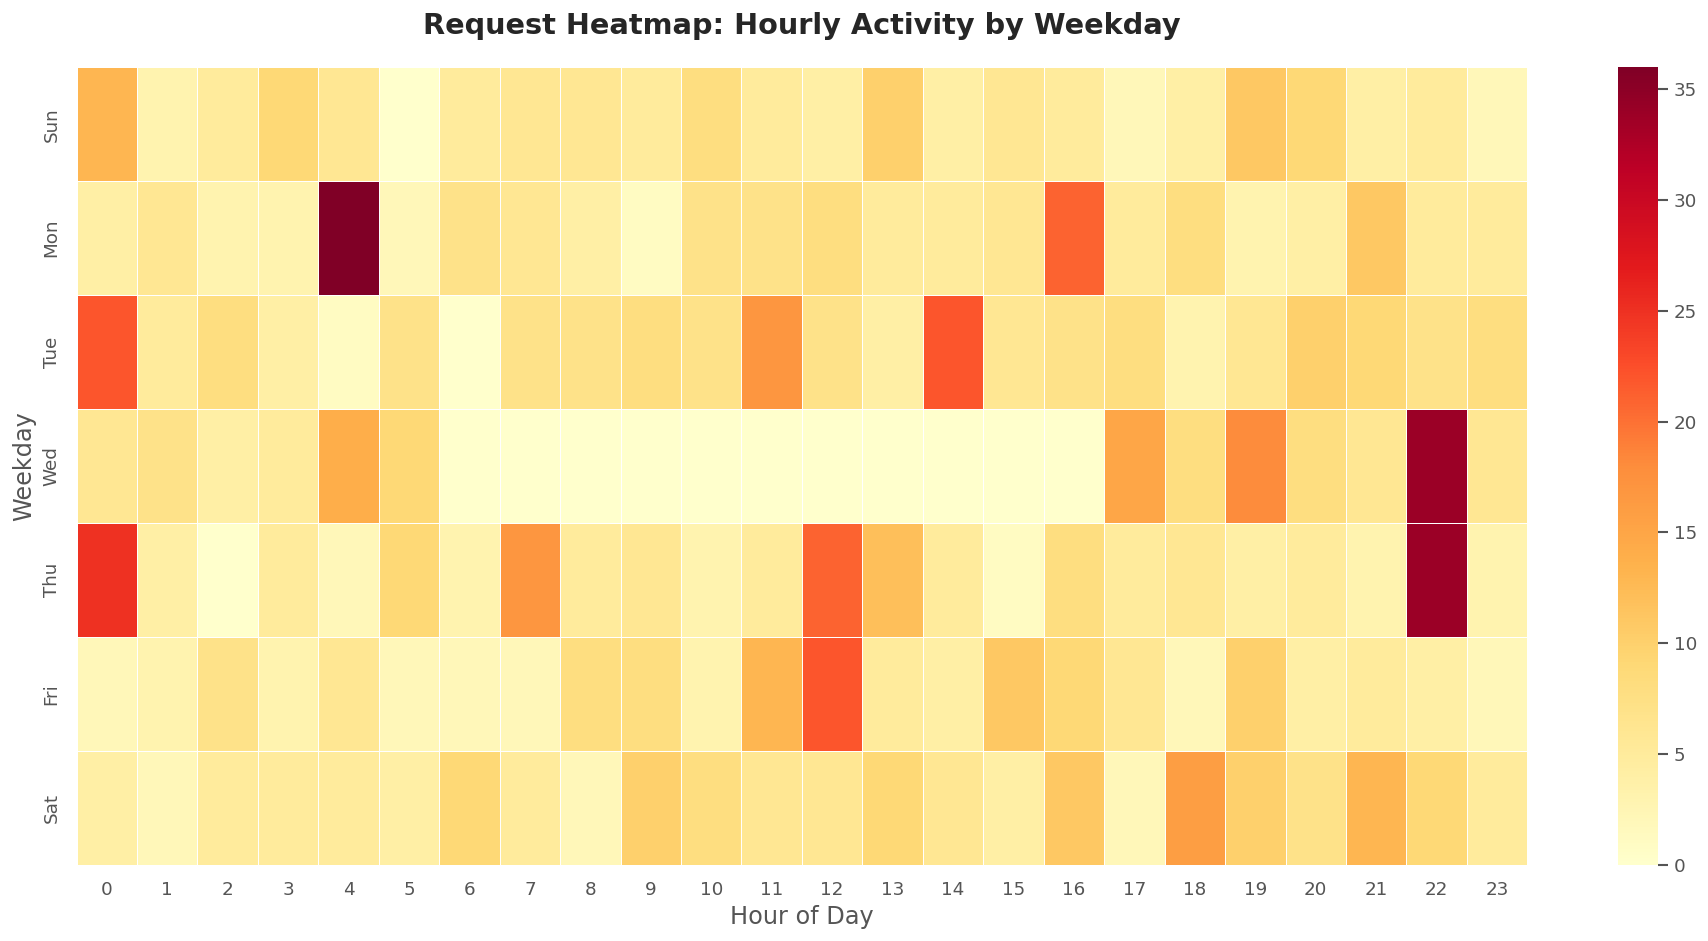 Request Heatmap: Hourly Activity by Weekday
Weekday
Sun
Mon
Tue
Wed
Thu
Fri
Sat
0 1 2 3 4 5 6 7 8 9 10 11 12 13 14 15 16 17 18 19 20 21 22 23
Hour of Day
35
30
25
20
15
10
5
0